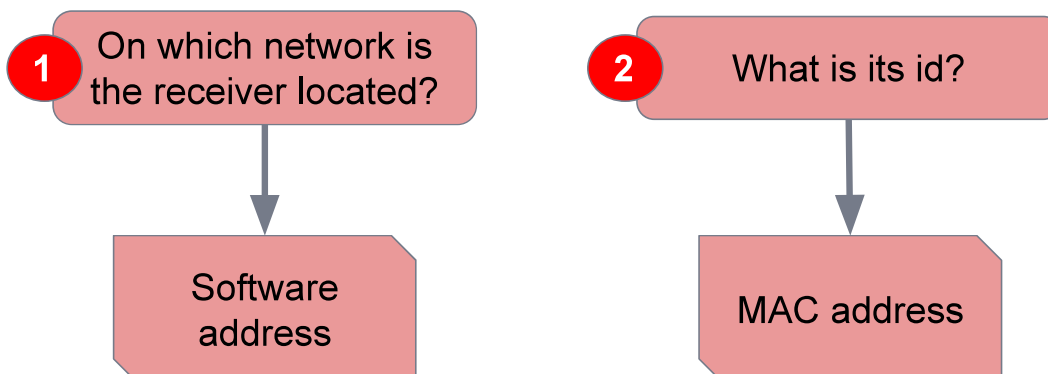 1
On which network is
the receiver located?
2
What is its id?
Software
address
MAC address